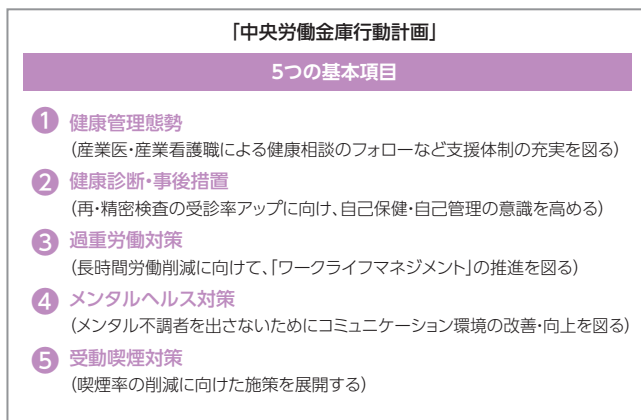 「中央労働金庫行動計画」
5つの基本項目
❶ 健康管理態勢
(産業医・産業看護職による健康相談のフォローなど支援体制の充実を図る)
❷ 健康診断・事後措置
(再・精密検査の受診率アップに向け、自己保健・自己管理の意識を高める)
❸ 過重労働対策
(長時間労働削減に向けて、「ワークライフマネジメント」の推進を図る)
❹ メンタルヘルス対策
(メンタル不調者を出さないためにコミュニケーション環境の改善・向上を図る)
❺ 受動喫煙対策
(喫煙率の削減に向けた施策を展開する)